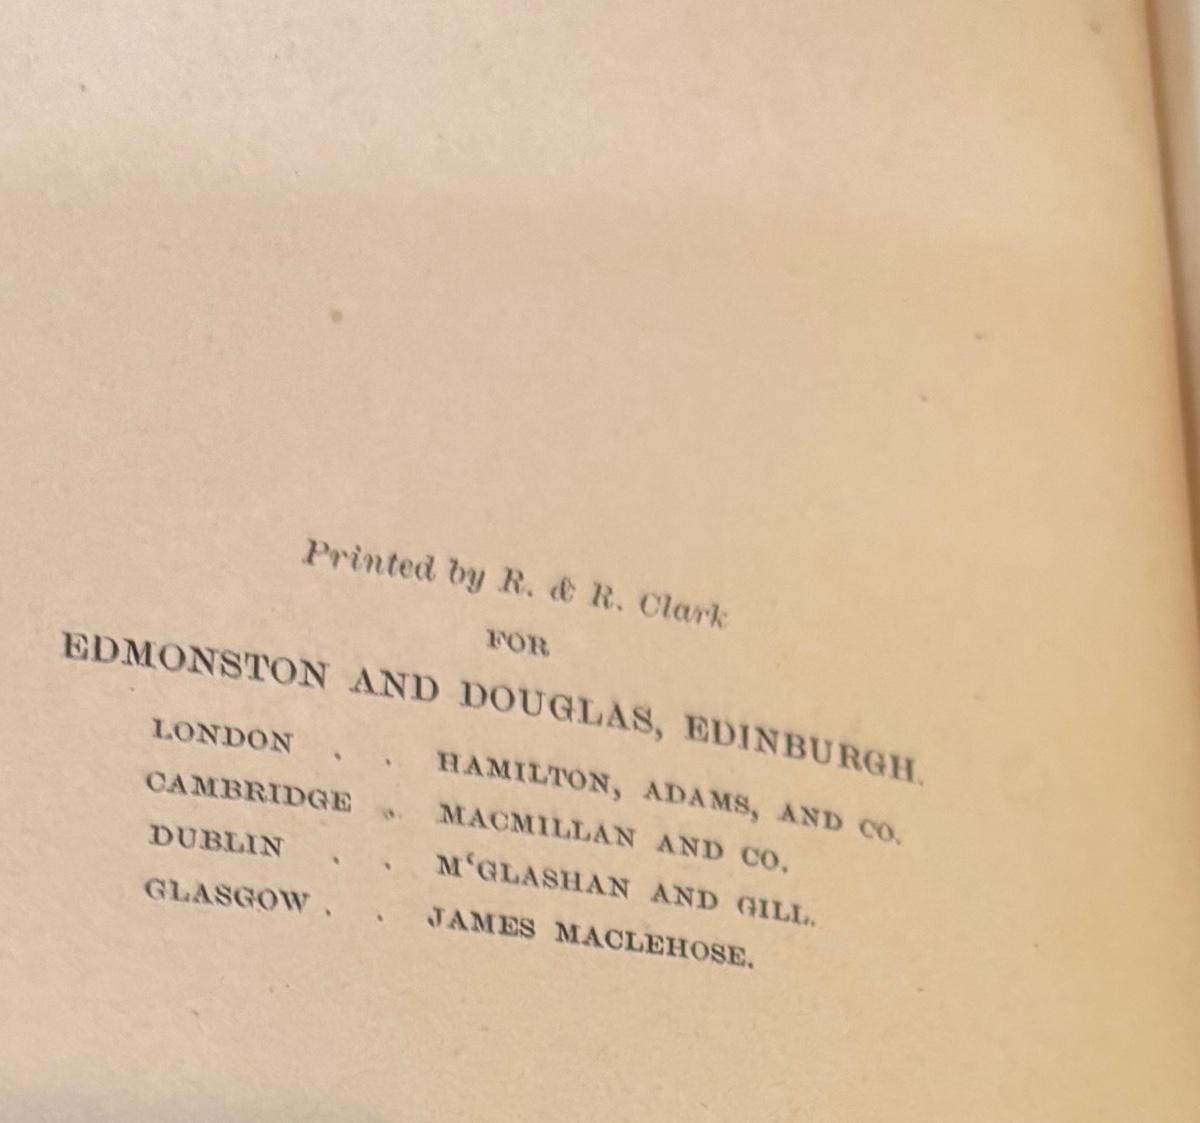 Printed by R. & R. Clark
FOR
EDMONSTON AND DOUGLAS, EDINBURGH.
LONDON . . HAMILTON, ADAMS, AND CO.
CAMBRIDGE . MACMILLAN AND CO.
DUBLIN . . M‘GLASHAN AND GILL.
GLASGOW . . JAMES MACLEHOSE.